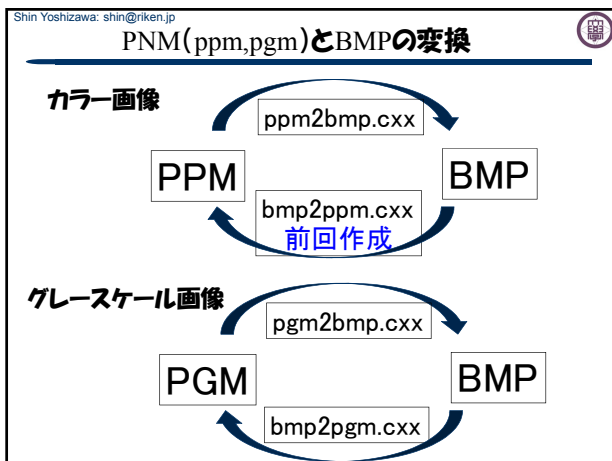 Shin Yoshizawa: shin@riken.jp
PNM(ppm,pgm)とBMPの変換
カラー画像
ppm2bmp.cxx
PPM
BMP
bmp2ppm.cxx
前回作成
グレースケール画像
pgm2bmp.cxx
PGM
BMP
bmp2pgm.cxx